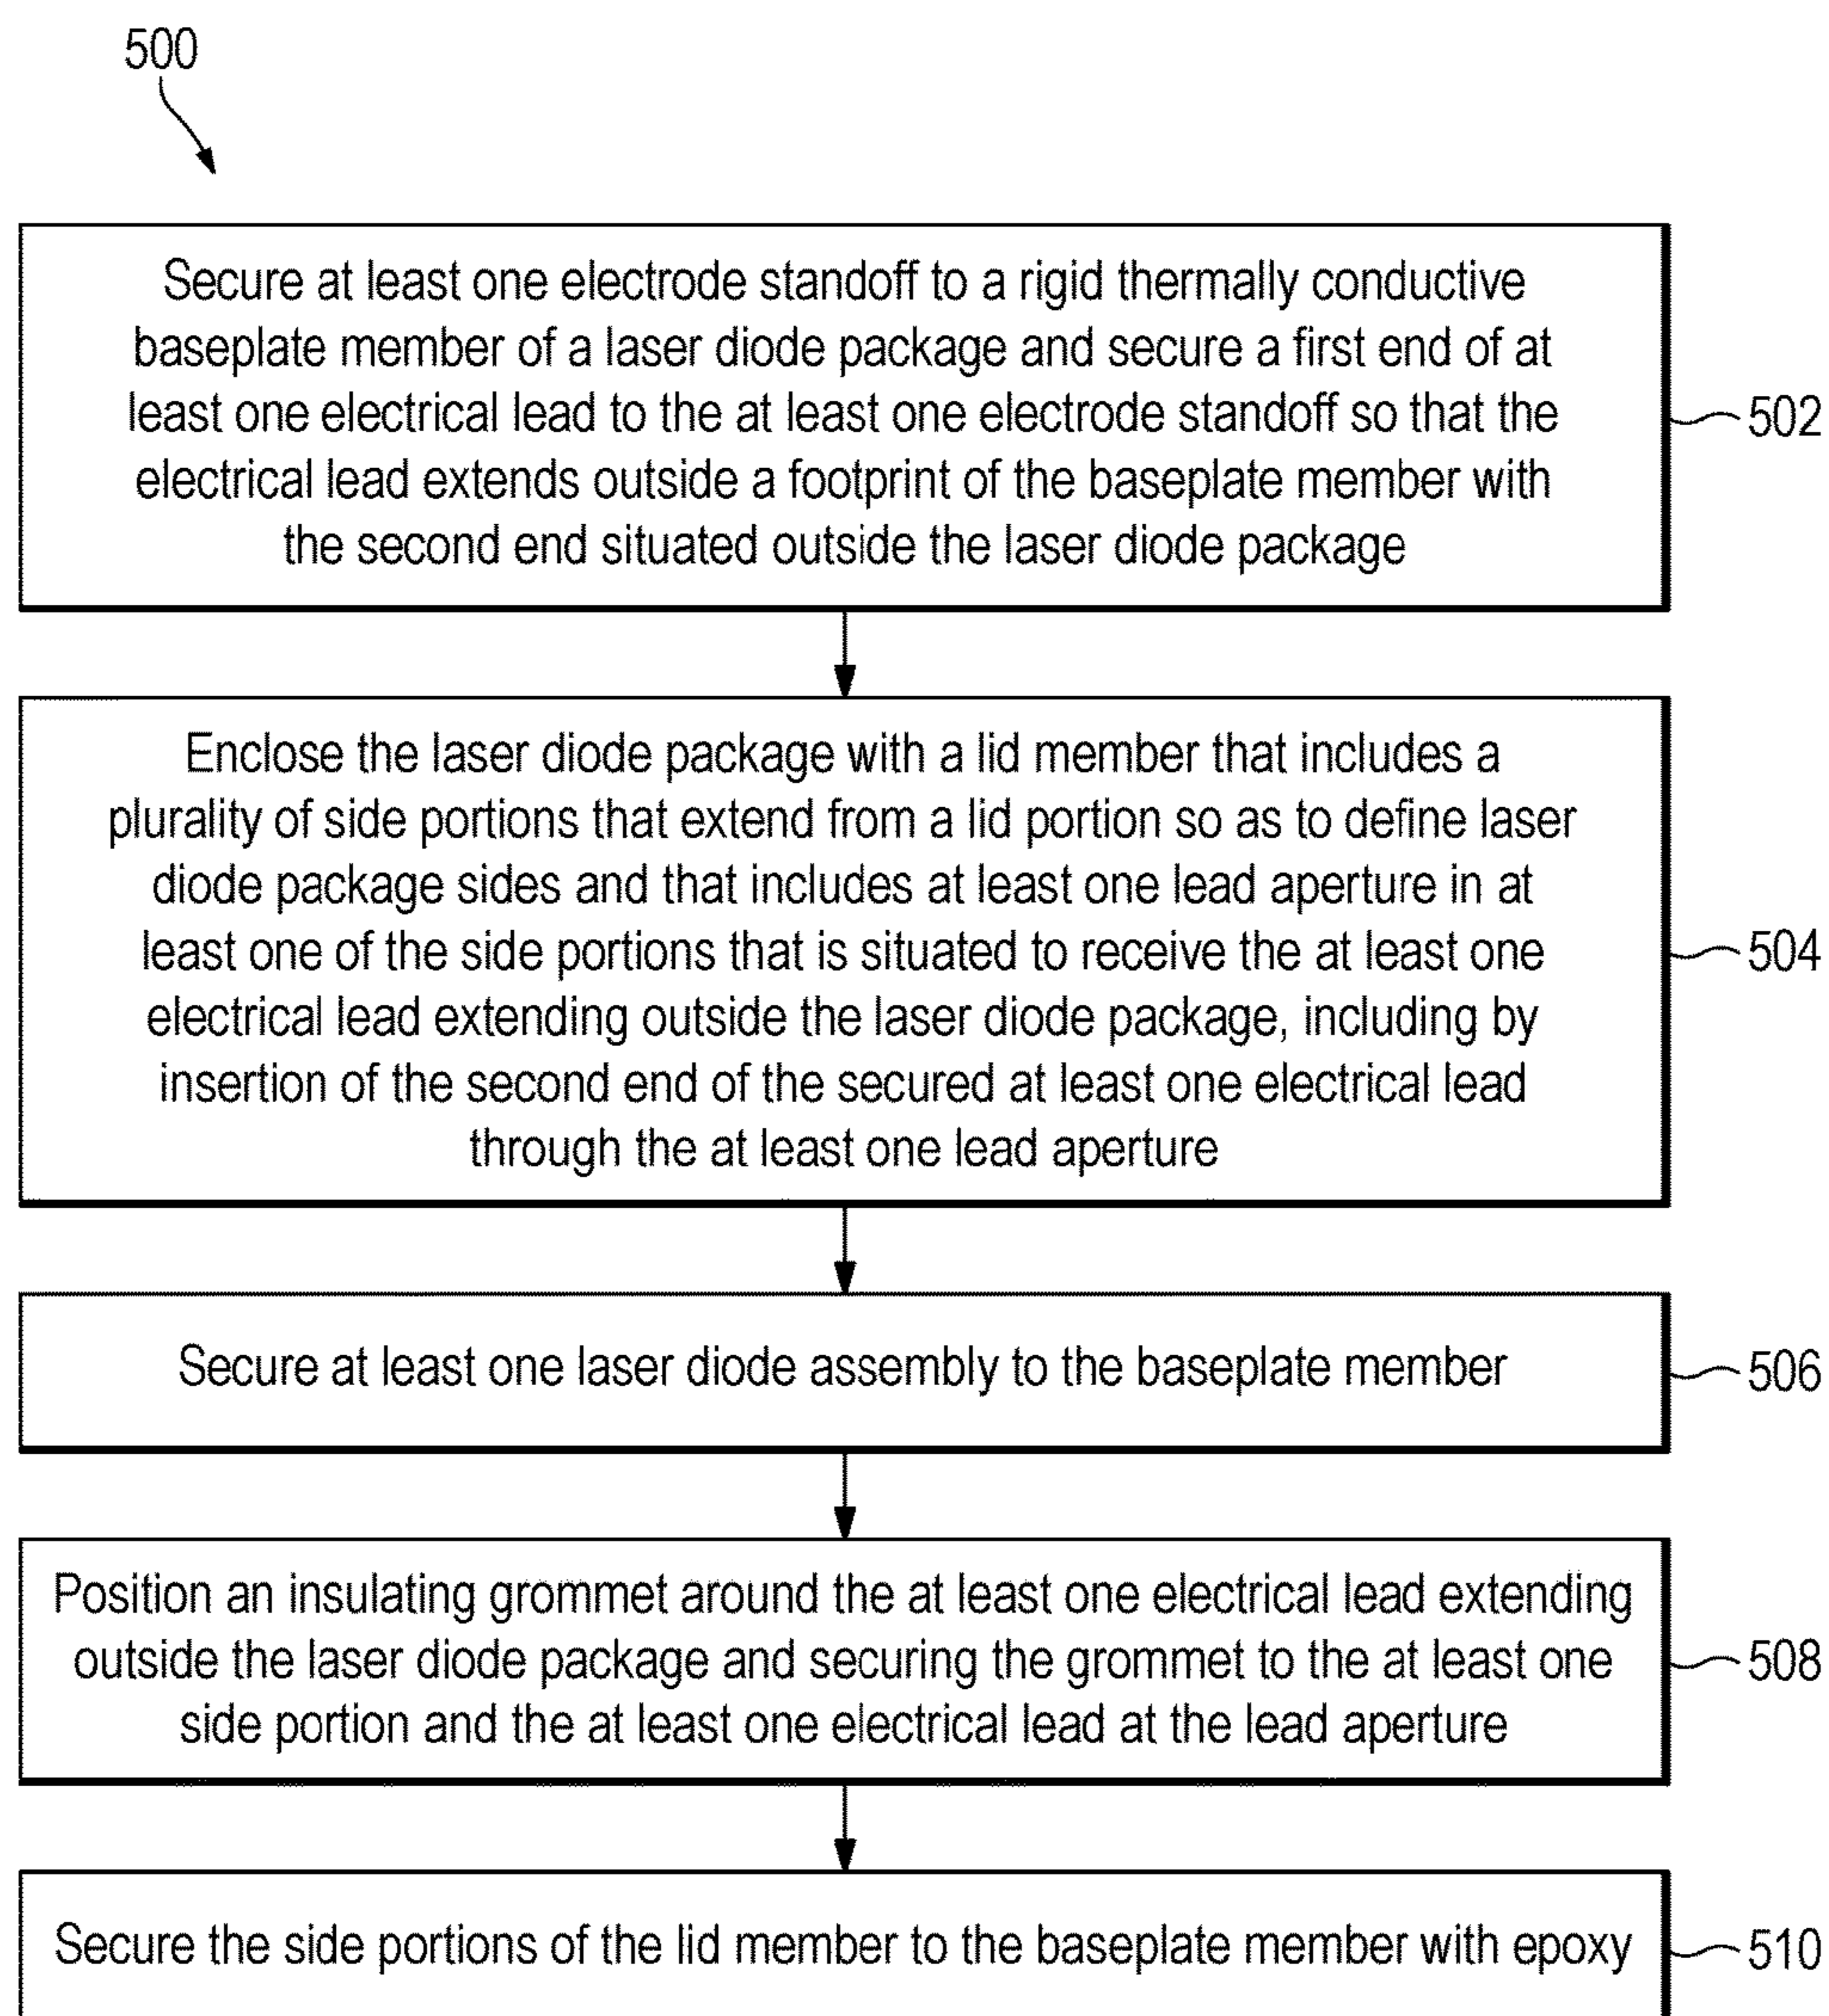 500
Secure at least one electrode standoff to a rigid thermally conductive
baseplate member of a laser diode package and secure a first end of at
least one electrical lead to the at least one electrode standoff so that the
electrical lead extends outside a footprint of the baseplate member with
the second end situated outside the laser diode package
502
Enclose the laser diode package with a lid member that includes a
plurality of side portions that extend from a lid portion so as to define laser
diode package sides and that includes at least one lead aperture in at
least one of the side portions that is situated to receive the at least one
electrical lead extending outside the laser diode package, including by
insertion of the second end of the secured at least one electrical lead
through the at least one lead aperture
504
Secure at least one laser diode assembly to the baseplate member
506
Position an insulating grommet around the at least one electrical lead extending
outside the laser diode package and securing the grommet to the at least one
side portion and the at least one electrical lead at the lead aperture
508
Secure the side portions of the lid member to the baseplate member with epoxy
510